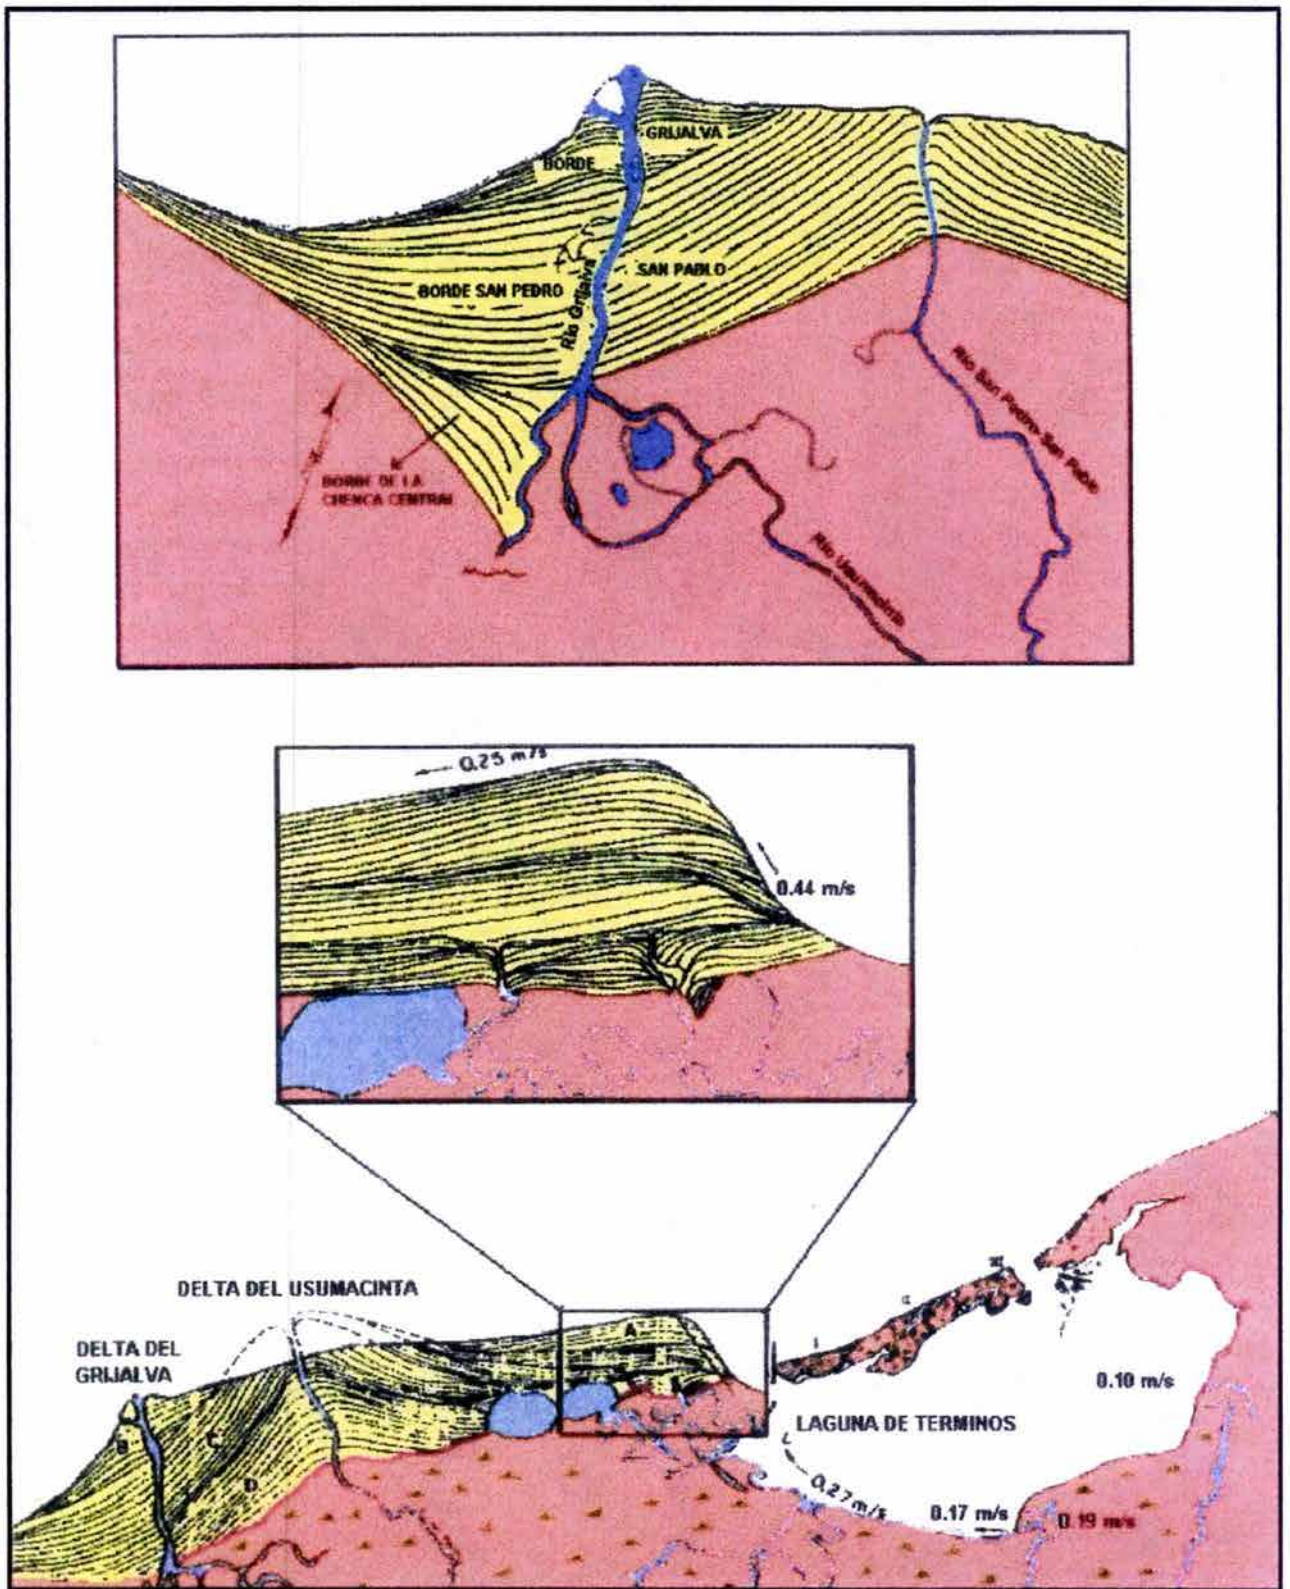 GRIJALVA
BORDE
SAN PABLO
BORDE SAN PEDRO
Río Grijalva
Río San Pedro San Pablo
BORDE DE LA
CUENCA CENTRAL
N
Río Usumacinta
0.25 m/s
0.44 m/s
DELTA DEL USUMACINTA
DELTA DEL
GRIJALVA
A
B
C
D
I
II
III
0.10 m/s
LAGUNA DE TERMINOS
0.27 m/s
0.17 m/s
0.19 m/s